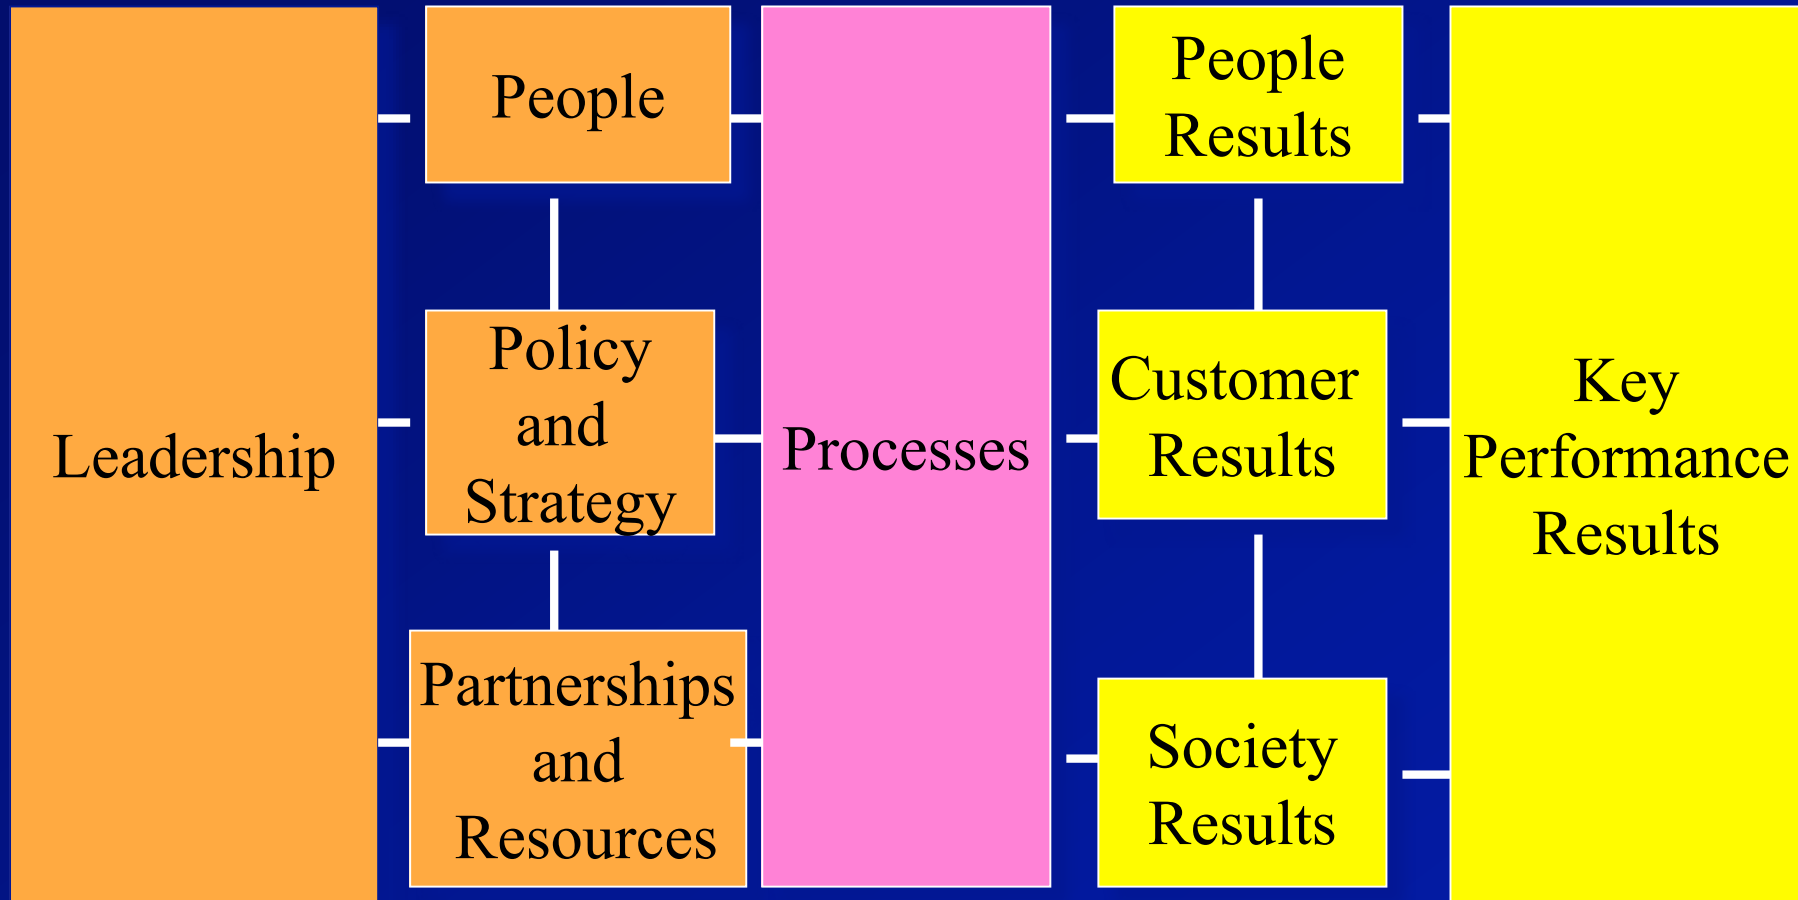 Leadership
People
Policy
and
Strategy
Partnerships
and
Resources
Processes
People
Results
Customer
Results
Society
Results
Key
Performance
Results